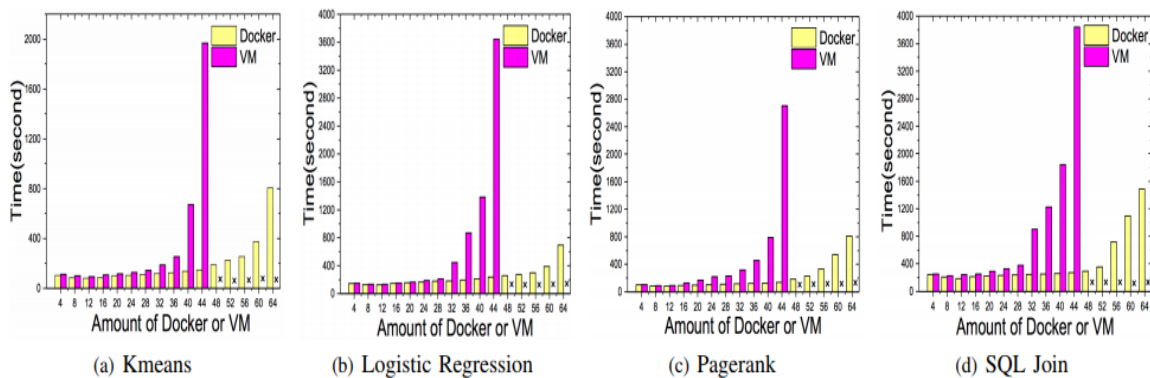 2000
1600
1200
800
400
0
Time(second)
Docker
VM
4 8 12 16 20 24 28 32 36 40 44 48 52 56 60 64
x x x x x
Amount of Docker or VM
(a) Kmeans
4000
3600
3200
2800
2400
2000
1600
1200
800
400
0
Time(second)
Docker
VM
4 8 12 16 20 24 28 32 36 40 44 48 52 56 60 64
x x x x x
Amount of Docker or VM
(b) Logistic Regression
4000
3600
3200
2800
2400
2000
1600
1200
800
400
0
Time(second)
Docker
VM
4 8 12 16 20 24 28 32 36 40 44 48 52 56 60 64
x x x x x
Amount of Docker or VM
(c) Pagerank
4000
3600
3200
2800
2400
2000
1600
1200
800
400
0
Time(second)
Docker
VM
4 8 12 16 20 24 28 32 36 40 44 48 52 56 60 64
x x x x x
Amount of Docker or VM
(d) SQL Join